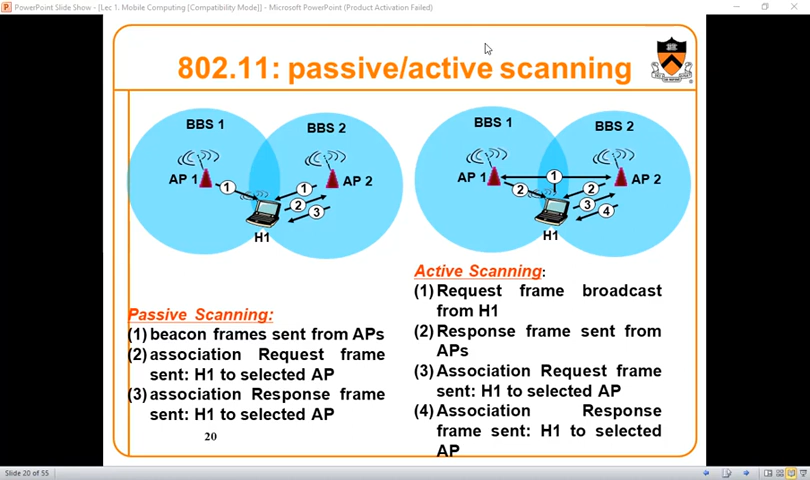 PowerPoint Slide Show - [Lec 1. Mobile Computing [Compatibility Mode]] - Microsoft PowerPoint (Product Activation Failed)
802.11: passive/active scanning
BBS 1
BBS 2
AP 1
AP 2
1
1
2
3
H1
BBS 1
BBS 2
AP 1
AP 2
1
2
2
3
4
H1
Passive Scanning:
(1) beacon frames sent from APs
(2) association Request frame
sent: H1 to selected AP
(3) association Response frame
sent: H1 to selected AP
20
Active Scanning:
(1) Request frame broadcast
from H1
(2) Response frame sent from
APs
(3) Association Request frame
sent: H1 to selected AP
(4) Association Response
frame sent: H1 to selected
AP
Slide 20 of 55